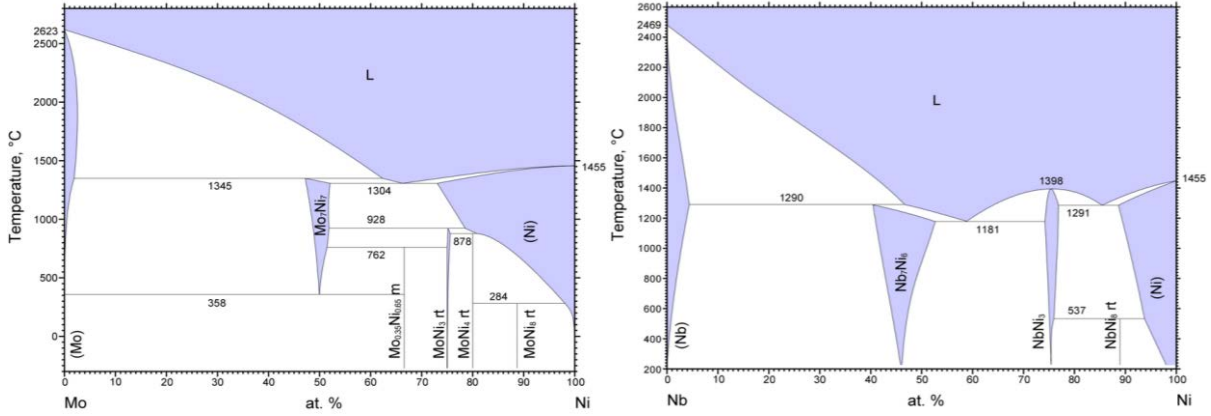 2623
2500
2000
1500
1000
500
0
Temperature, °C
L
1455
1345
1304
928
878
762
358
284
(Mo)
Mo₇Ni₇
Mo₀.₃₅Ni₀.₆₅ m
MoNi₃ rt
MoNi₄ rt
MoNi₈ rt
(Ni)
0 10 20 30 40 50 60 70 80 90 100
Mo at. % Ni
2600
2469
2400
2200
2000
1800
1600
1400
1200
1000
800
600
400
200
Temperature, °C
L
1455
1398
1290
1291
1181
537
(Nb)
Nb₇Ni₆
NbNi₃
NbNi₈ rt
(Ni)
0 10 20 30 40 50 60 70 80 90 100
Nb at. % Ni